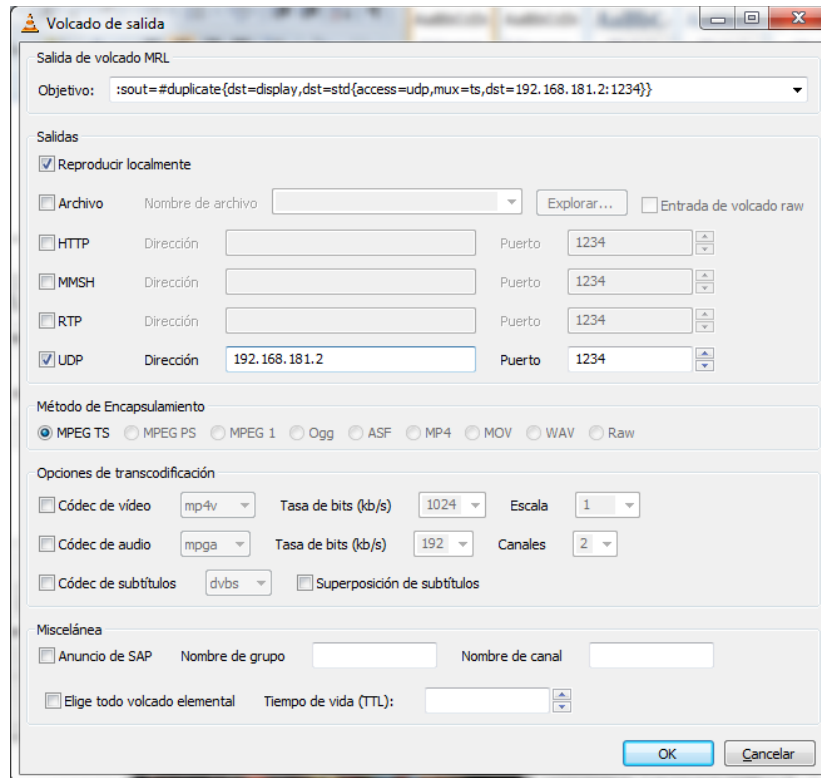 Volcado de salida
Salida de volcado MRL
Objetivo: :sout=#duplicate{dst=display,dst=std{access=udp,mux=ts,dst=192.168.181.2:1234}}
Salidas
Reproducir localmente
Archivo Nombre de archivo Explorar... Entrada de volcado raw
HTTP Dirección Puerto 1234
MMSH Dirección Puerto 1234
RTP Dirección Puerto 1234
UDP Dirección 192.168.181.2 Puerto 1234
Método de Encapsulamiento
MPEG TS MPEG PS MPEG 1 Ogg ASF MP4 MOV WAV Raw
Opciones de transcodificación
Códec de vídeo mp4v Tasa de bits (kb/s) 1024 Escala 1
Códec de audio mpga Tasa de bits (kb/s) 192 Canales 2
Códec de subtítulos dvbs Superposición de subtítulos
Miscelánea
Anuncio de SAP Nombre de grupo Nombre de canal
Elige todo volcado elemental Tiempo de vida (TTL):
OK Cancelar